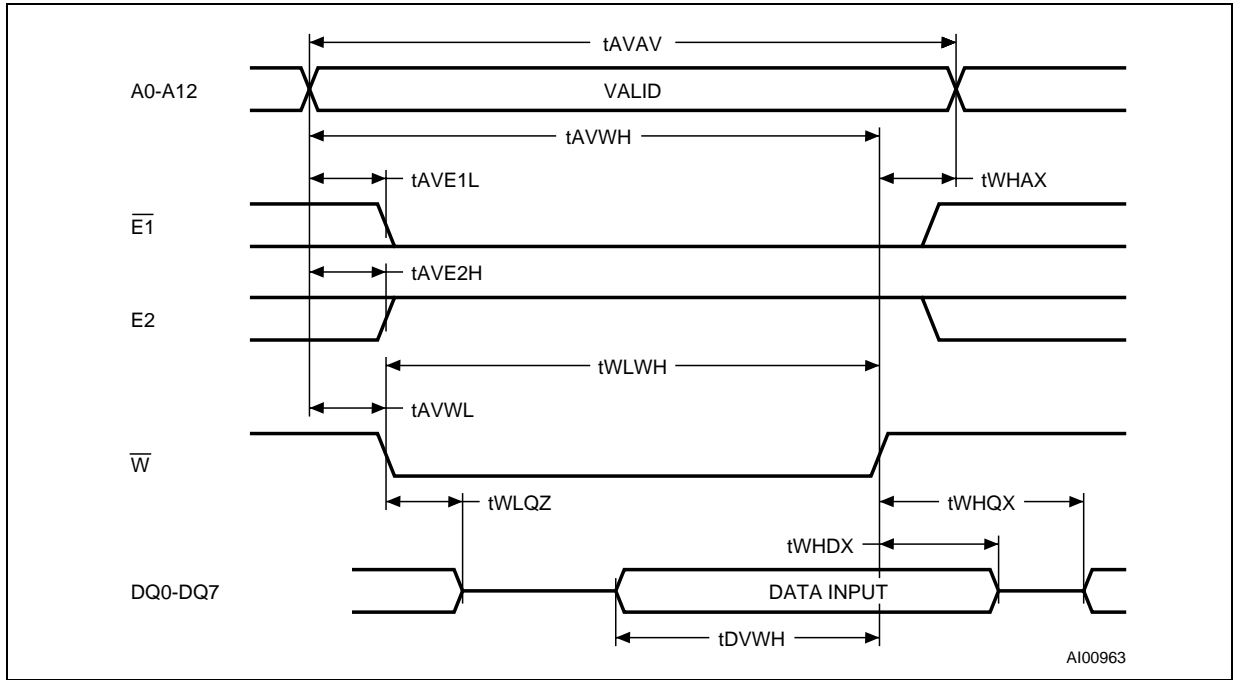 tAVAV
A0-A12
VALID
tAVWH
tAVE1L
tWHAX
E1
tAVE2H
E2
tWLWH
tAVWL
W
tWLQZ
tWHQX
tWHDX
DQ0-DQ7
DATA INPUT
tDVWH
AI00963